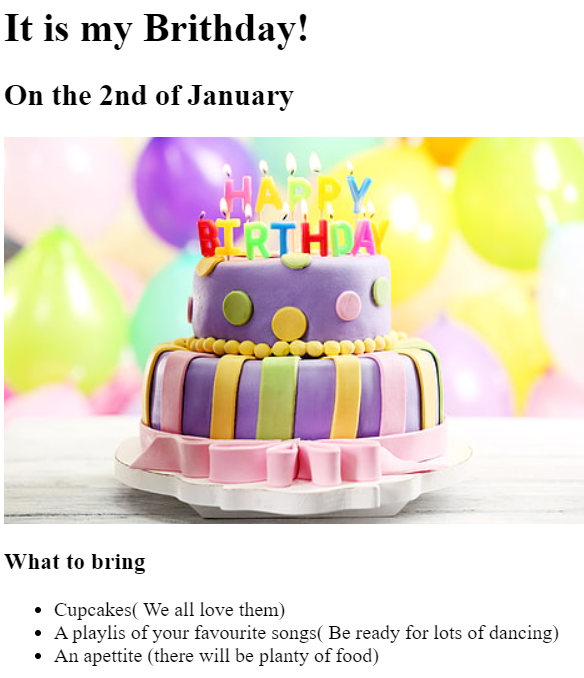 It is my Brithday!
On the 2nd of January
HAPPY
BIRTHDAY
What to bring
Cupcakes( We all love them)
A playlis of your favourite songs( Be ready for lots of dancing)
An apettite (there will be planty of food)